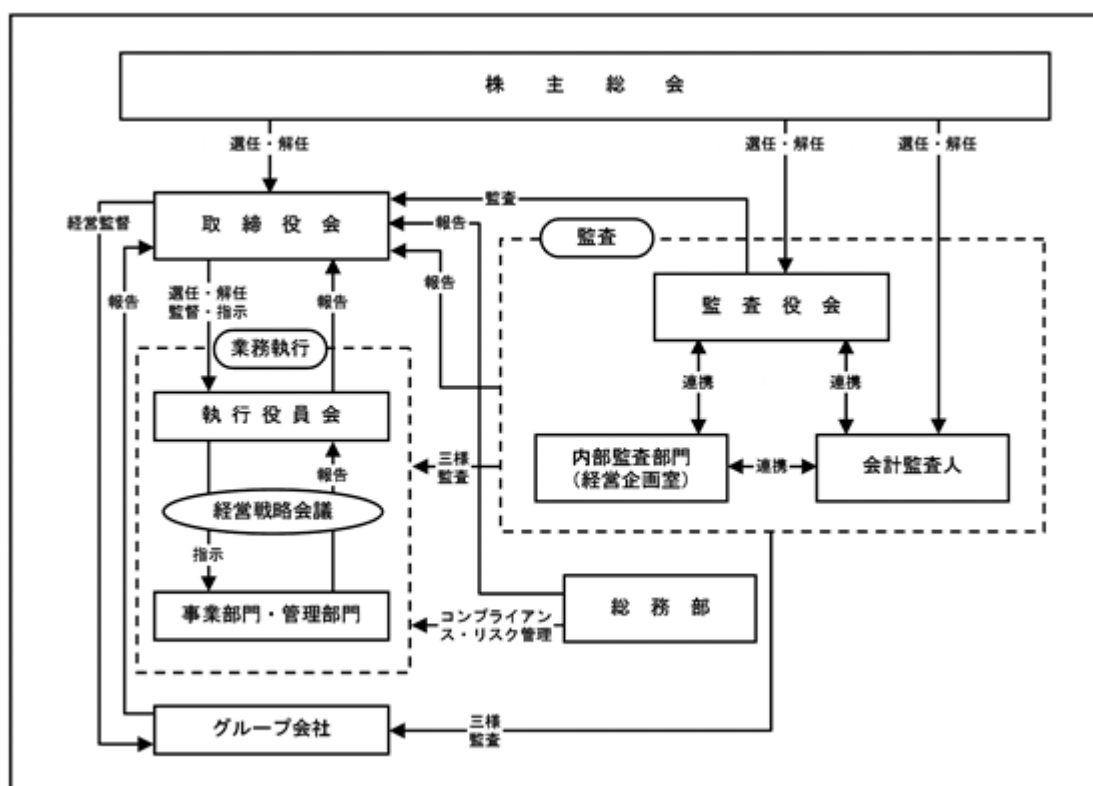 株主総会
選任・解任
選任・解任
選任・解任
監査
経営監督
取締役会
報告
監査
報告
報告
選任・解任
監督・指示
報告
監査役会
業務執行
連携
連携
執行役員会
内部監査部門
(経営企画室)
連携
会計監査人
三様
監査
報告
経営戦略会議
指示
事業部門・管理部門
総務部
コンプライアン
ス・リスク管理
グループ会社
三様
監査